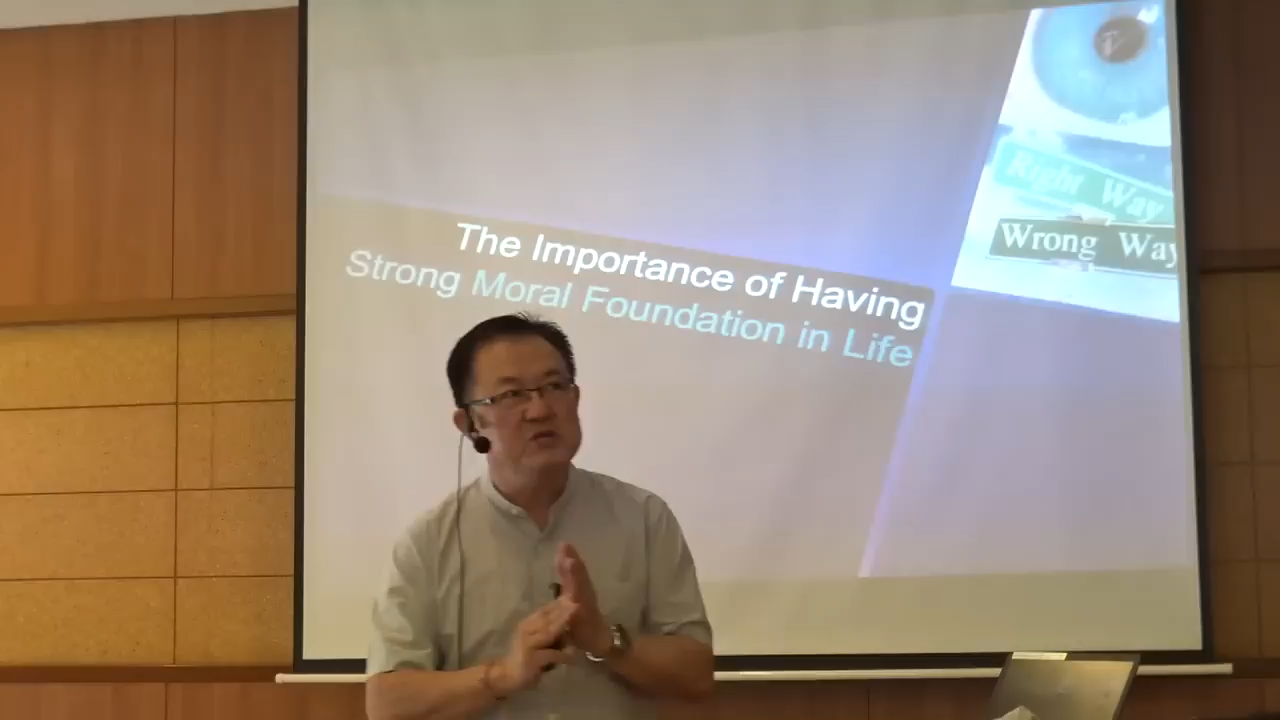 The Importance of Having
Strong Moral Foundation in Life
Right Way
Wrong Way